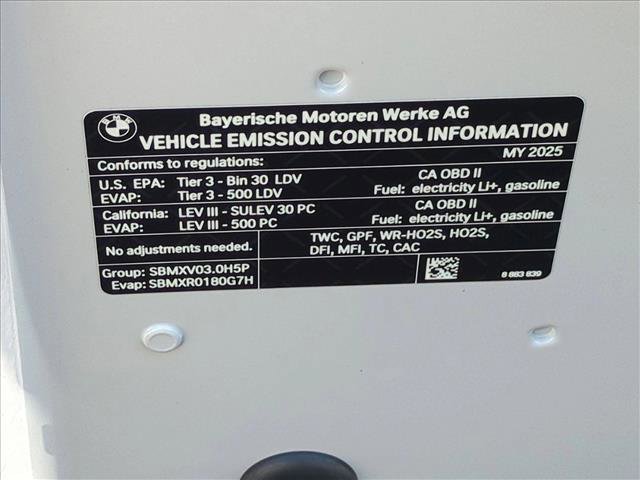 BMW
Bayerische Motoren Werke AG
VEHICLE EMISSION CONTROL INFORMATION
Conforms to regulations: MY 2025
U.S. EPA: Tier 3 - Bin 30 LDV CA OBD II
EVAP: Tier 3 - 500 LDV Fuel: electricity Li+, gasoline
California: LEV III - SULEV 30 PC CA OBD II
EVAP: LEV III - 500 PC Fuel: electricity Li+, gasoline
No adjustments needed. TWC, GPF, WR-HO2S, HO2S,
DFI, MFI, TC, CAC
Group: SBMXV03.0H5P
Evap: SBMXR0180G7H 8 883 839